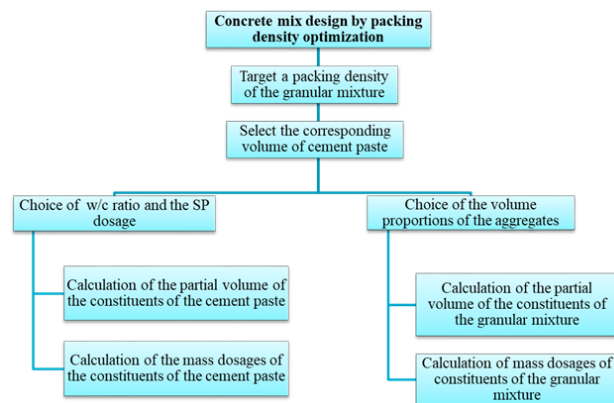 Concrete mix design by packing
density optimization
Target a packing density
of the granular mixture
Select the corresponding
volume of cement paste
Choice of w/c ratio and the SP
dosage
Calculation of the partial volume of
the constituents of the cement paste
Calculation of the mass dosages of
the constituents of the cement paste
Choice of the volume
proportions of the aggregates
Calculation of the partial
volume of the constituents of
the granular mixture
Calculation of mass dosages of
constituents of the granular
mixture